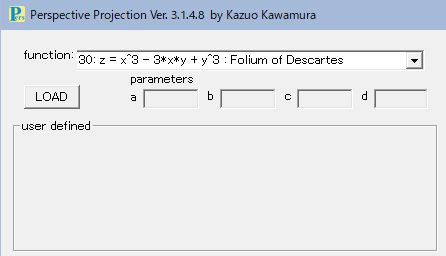 Perspective Projection Ver. 3.1.4.8 by Kazuo Kawamura
function: 30: z = x^3 - 3*x*y + y^3 : Folium of Descartes
parameters
LOAD a b c d
user defined